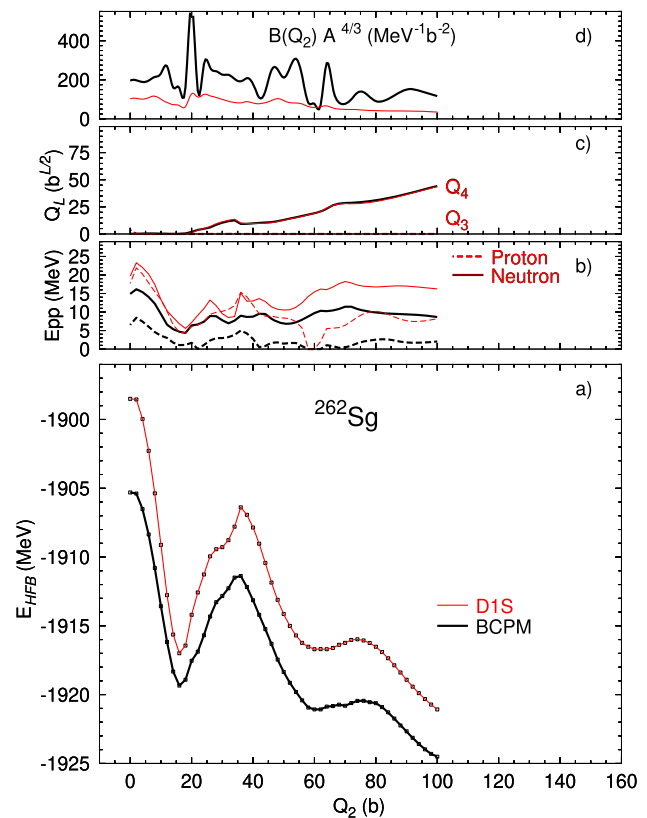 B(Q2) A 4/3 (MeV-1b-2)
d)
400
200
0
QL (bL/2)
c)
75
50
25
0
Q4
Q3
Epp (MeV)
b)
25
20
15
10
5
0
Proton
Neutron
a)
262Sg
EHFB (MeV)
-1900
-1905
-1910
-1915
-1920
-1925
D1S
BCPM
0 20 40 60 80 100 120 140 160
Q2 (b)